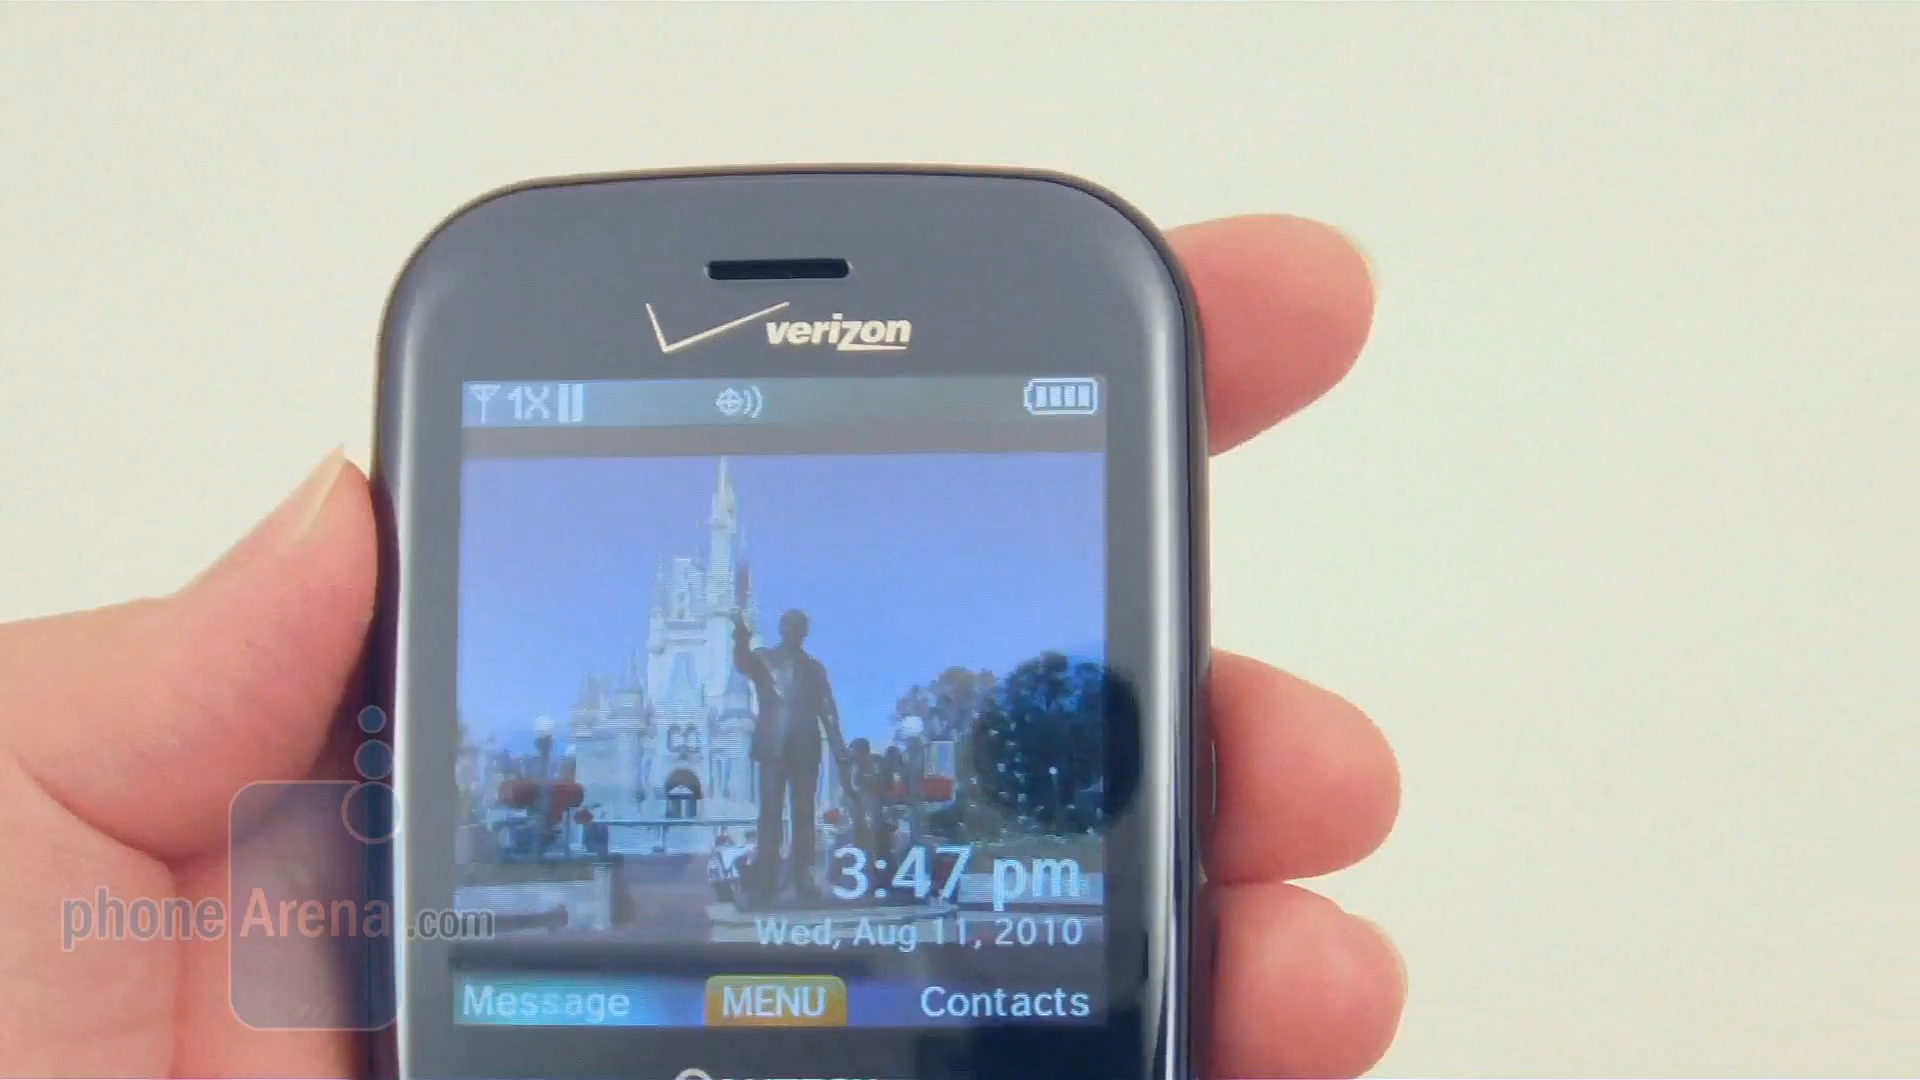 verizon
1X
3:47 pm
Wed, Aug 11, 2010
Message MENU Contacts
phoneArena.com